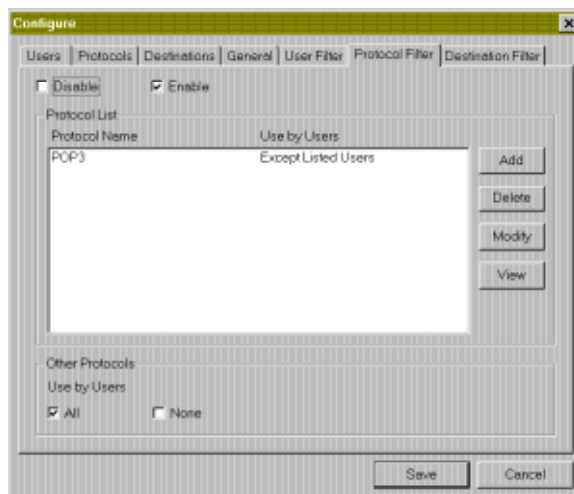 Configure
Users Protocols Destinations General User Filter Protocol Filter Destination Filter
Disable Enable
Protocol List
Protocol Name Use by Users
POP3 Except Listed Users
Add
Delete
Modify
View
Other Protocols
Use by Users
All None
Save Cancel